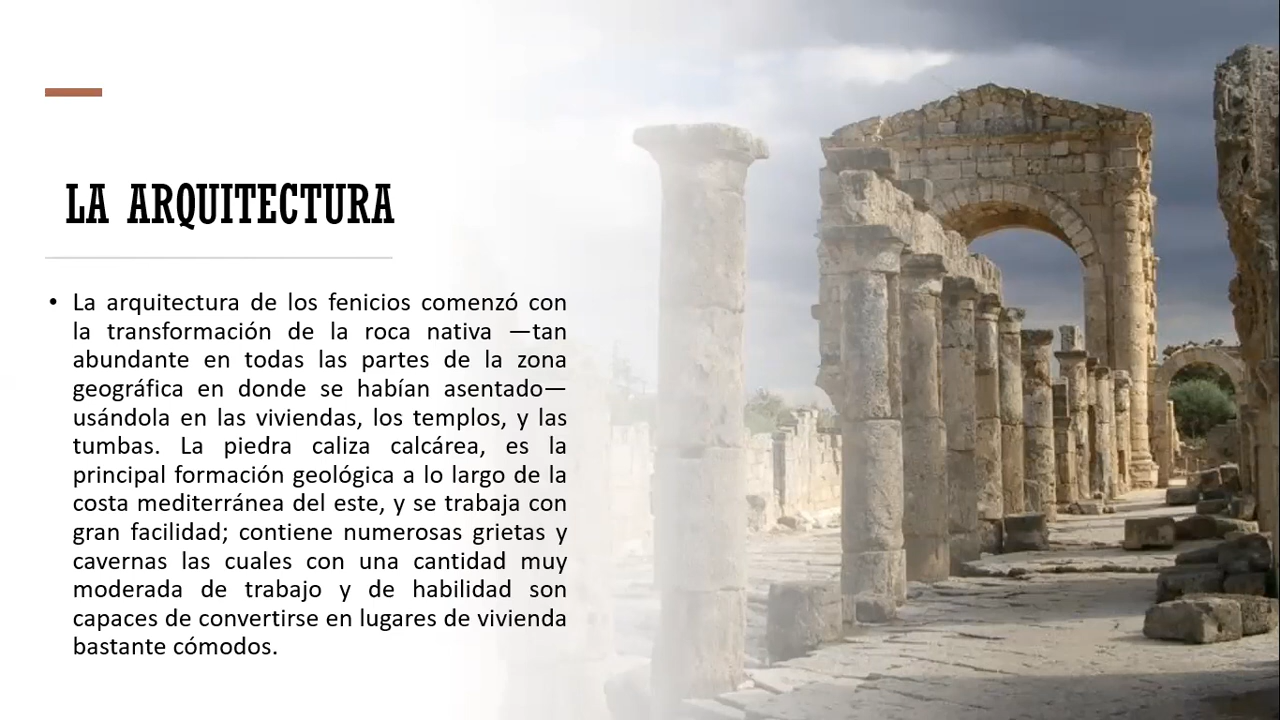 LA ARQUITECTURA
• La arquitectura de los fenicios comenzó con
la transformación de la roca nativa —tan
abundante en todas las partes de la zona
geográfica en donde se habían asentado—
usándola en las viviendas, los templos, y las
tumbas. La piedra caliza calcárea, es la
principal formación geológica a lo largo de la
costa mediterránea del este, y se trabaja con
gran facilidad; contiene numerosas grietas y
cavernas las cuales con una cantidad muy
moderada de trabajo y de habilidad son
capaces de convertirse en lugares de vivienda
bastante cómodos.